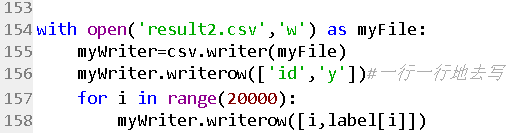 153
154 with open('result2.csv','w') as myFile:
155     myWriter=csv.writer(myFile)
156     myWriter.writerow(['id','y'])#一行一行地去写
157     for i in range(20000):
158         myWriter.writerow([i,label[i]])